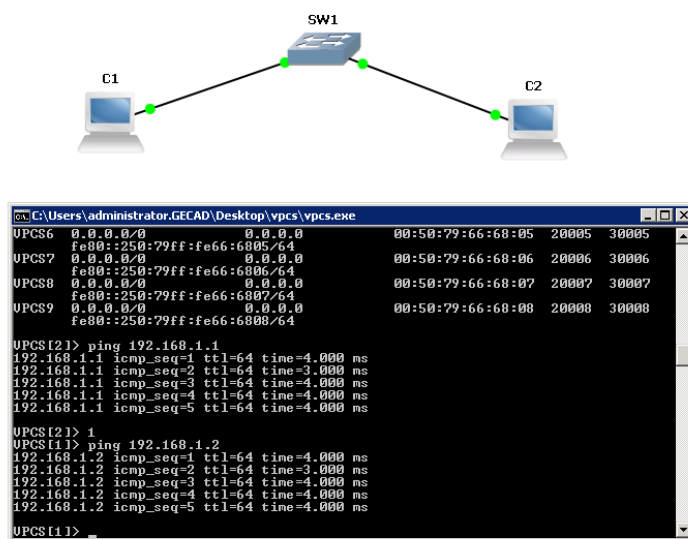 SW1
C1
C2
C:\Users\administrator.GECAD\Desktop\vpcs\vpcs.exe
VPCS6 0.0.0.0/0 0.0.0.0 00:50:79:66:68:05 20005 30005
fe80::250:79ff:fe66:6805/64
VPCS7 0.0.0.0/0 0.0.0.0 00:50:79:66:68:06 20006 30006
fe80::250:79ff:fe66:6806/64
VPCS8 0.0.0.0/0 0.0.0.0 00:50:79:66:68:07 20007 30007
fe80::250:79ff:fe66:6807/64
VPCS9 0.0.0.0/0 0.0.0.0 00:50:79:66:68:08 20008 30008
fe80::250:79ff:fe66:6808/64
VPCS[2]> ping 192.168.1.1
192.168.1.1 icmp_seq=1 ttl=64 time=4.000 ms
192.168.1.1 icmp_seq=2 ttl=64 time=3.000 ms
192.168.1.1 icmp_seq=3 ttl=64 time=4.000 ms
192.168.1.1 icmp_seq=4 ttl=64 time=4.000 ms
192.168.1.1 icmp_seq=5 ttl=64 time=4.000 ms
VPCS[2]> 1
VPCS[1]> ping 192.168.1.2
192.168.1.2 icmp_seq=1 ttl=64 time=4.000 ms
192.168.1.2 icmp_seq=2 ttl=64 time=3.000 ms
192.168.1.2 icmp_seq=3 ttl=64 time=4.000 ms
192.168.1.2 icmp_seq=4 ttl=64 time=4.000 ms
192.168.1.2 icmp_seq=5 ttl=64 time=4.000 ms
VPCS[1]> _